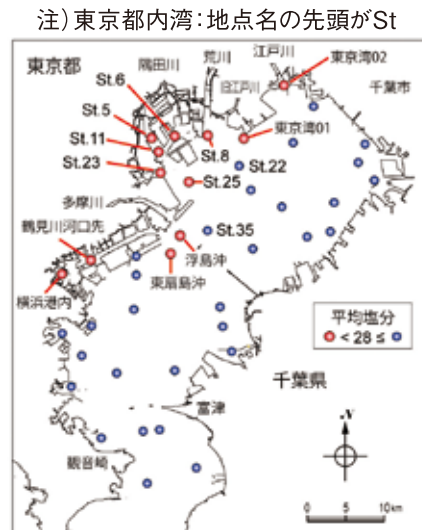 注）東京都内湾：地点名の先頭がSt
東京都
隅田川
荒川
江戸川
東京湾02
旧江戸川
千葉市
St.6
St.5
St.11
St.23
St.8
東京湾01
St.22
St.25
多摩川
鶴見川河口先
St.35
浮島沖
東扇島沖
横浜港内
平均塩分
< 28 ≤
千葉県
富津
観音崎
N
0 5 10km